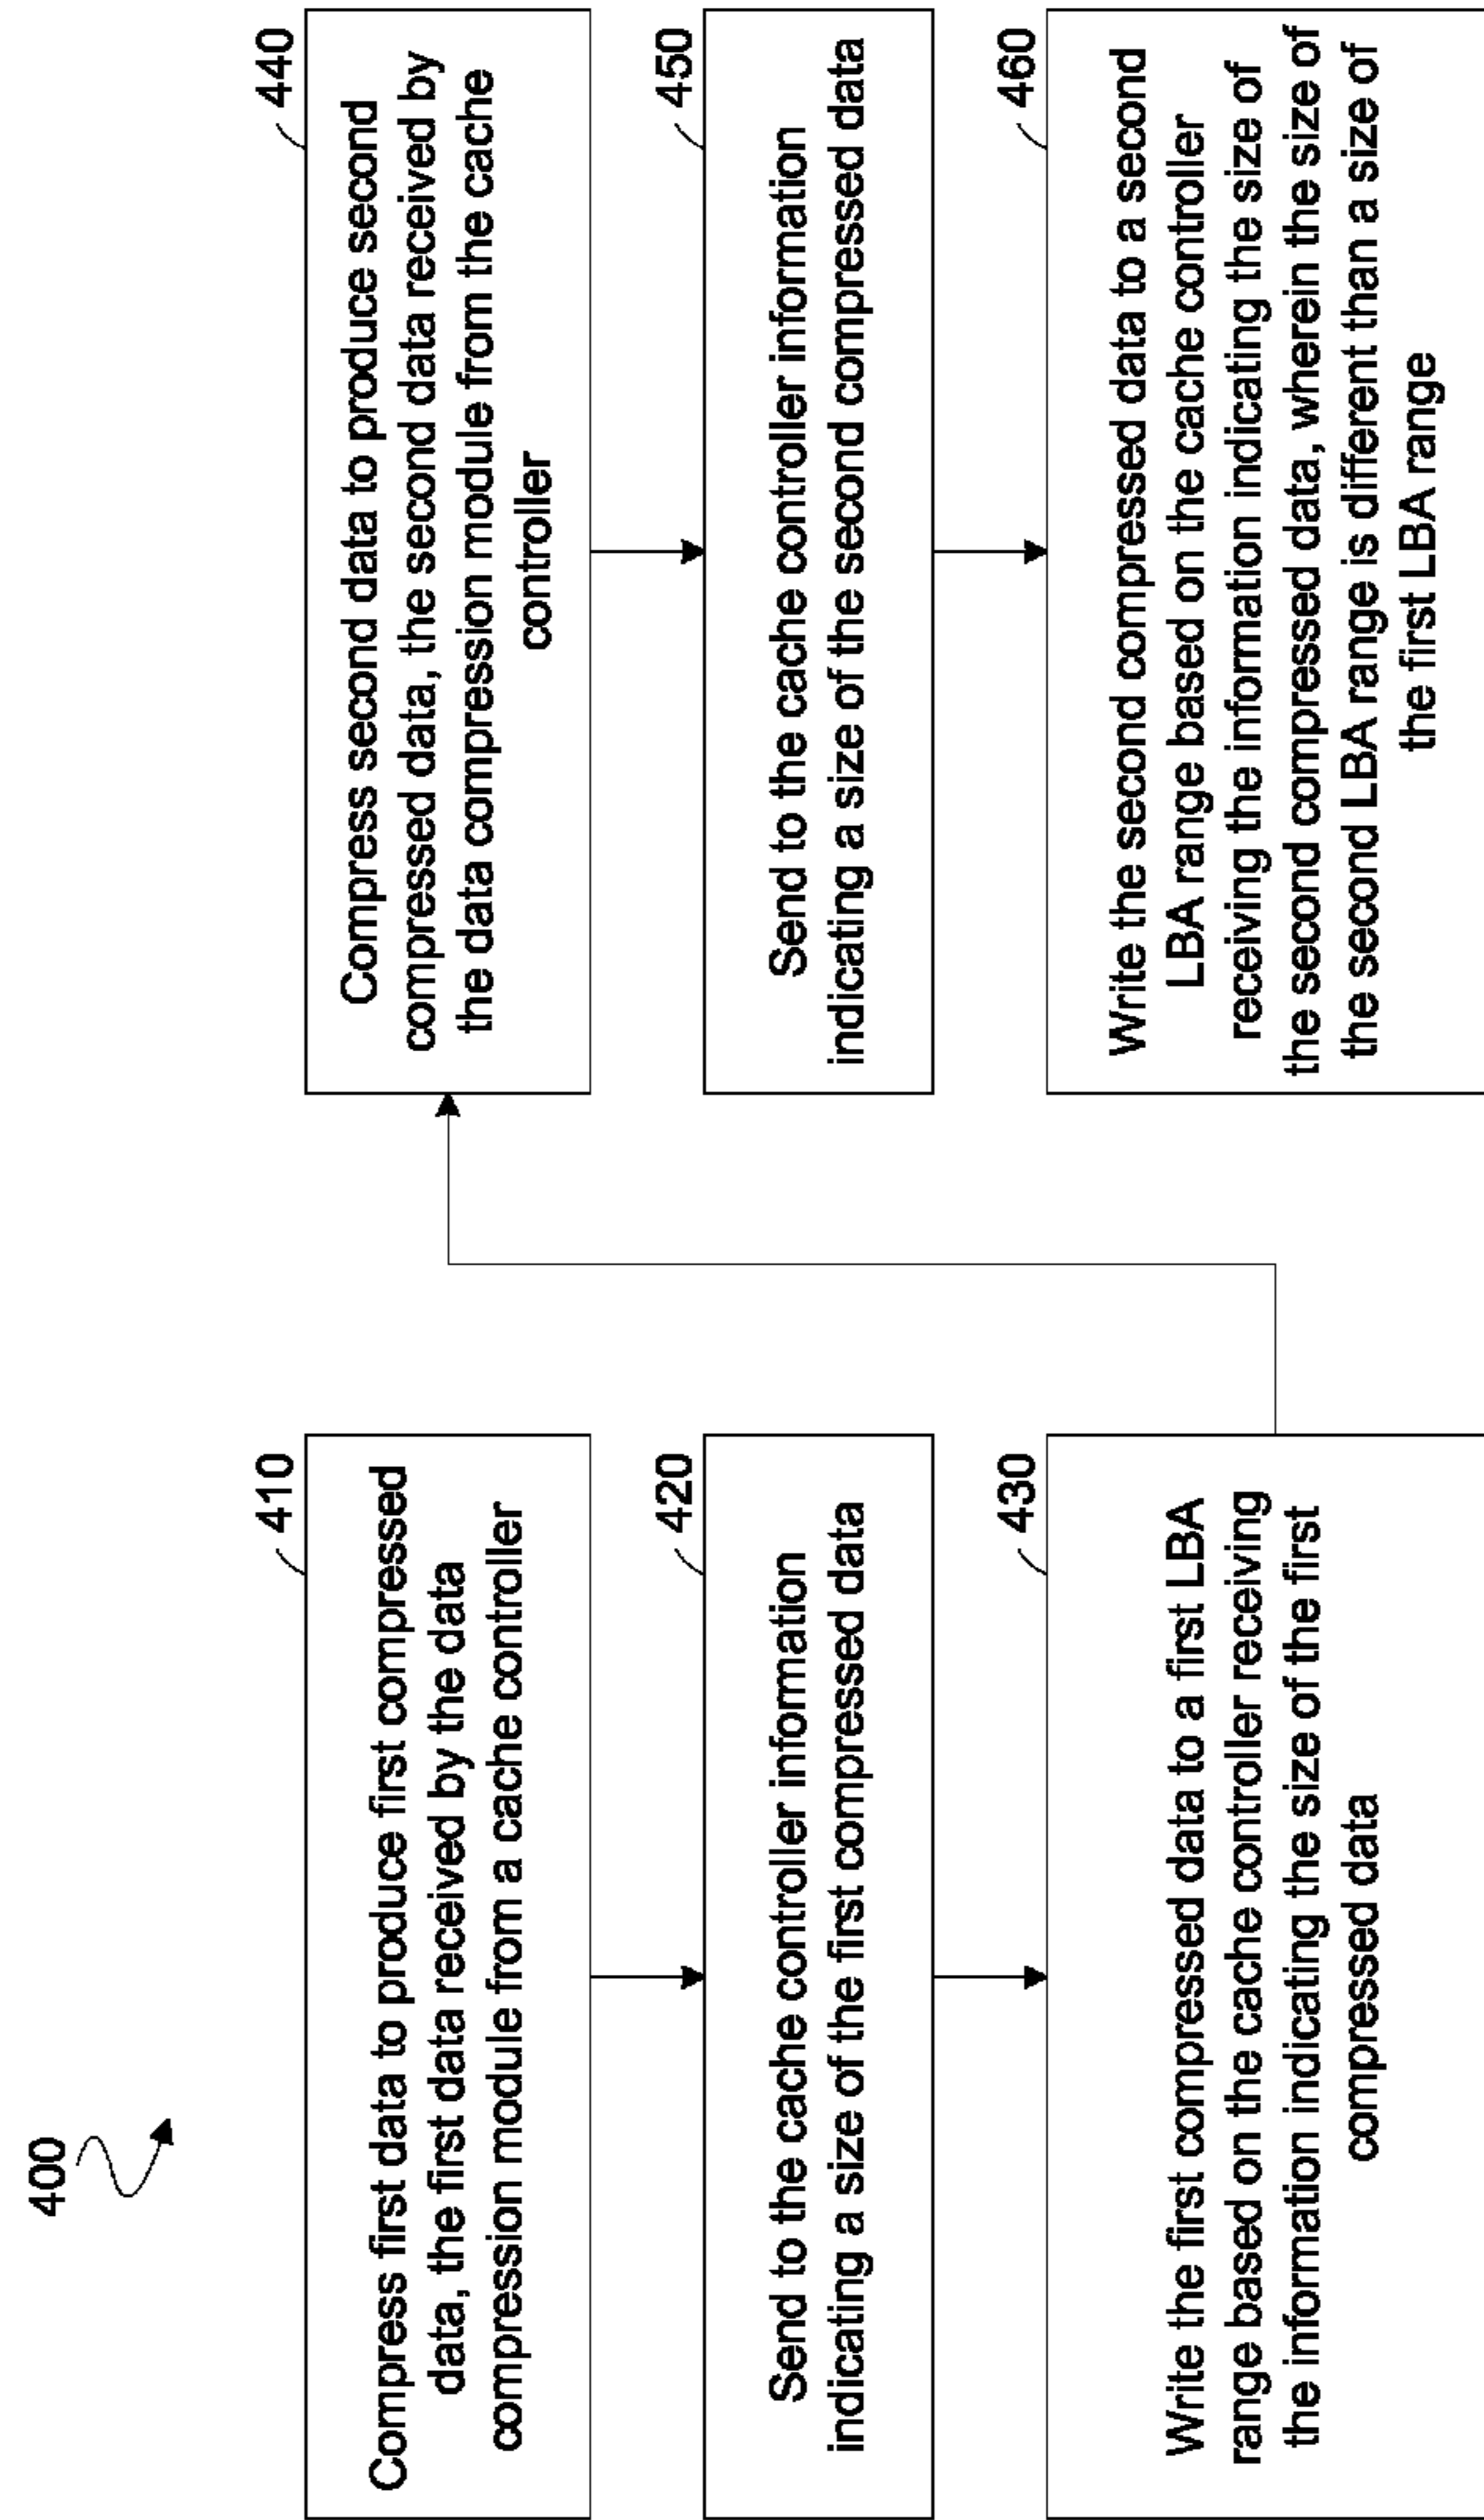 400
410
Compress first data to produce first compressed
data, the first data received by the data
compression module from a cache controller
420
Send to the cache controller information
indicating a size of the first compressed data
430
Write the first compressed data to a first LBA
range based on the cache controller receiving
the information indicating the size of the first
compressed data
440
Compress second data to produce second
compressed data, the second data received by
the data compression module from the cache
controller
450
Send to the cache controller information
indicating a size of the second compressed data
460
Write the second compressed data to a second
LBA range based on the cache controller
receiving the information indicating the size of
the second compressed data, wherein the size of
the second LBA range is different than a size of
the first LBA range